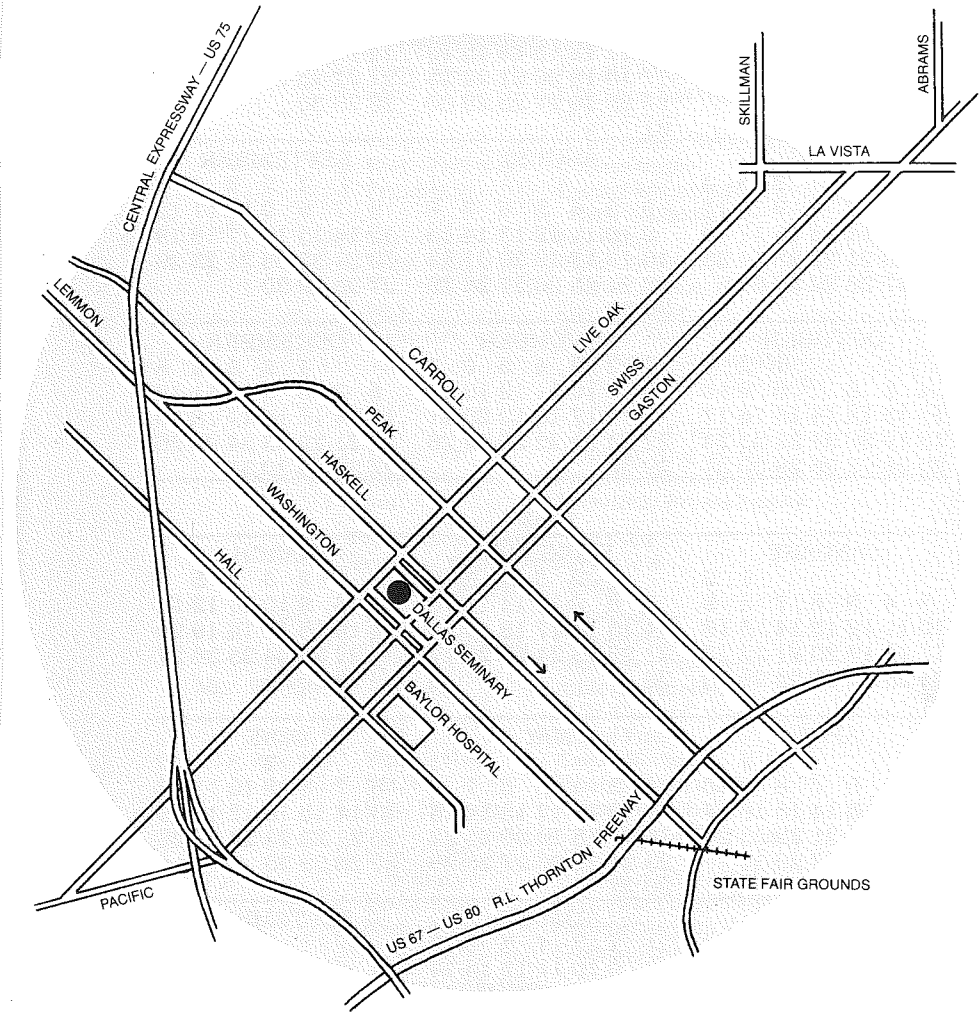 CENTRAL EXPRESSWAY — US 75
SKILLMAN
ABRAMS
LA VISTA
LEMMON
LIVE OAK
CARROLL
SWISS
GASTON
PEAK
HASKELL
WASHINGTON
HALL
DALLAS SEMINARY
BAYLOR HOSPITAL
PACIFIC
US 67 — US 80 R.L. THORNTON FREEWAY
STATE FAIR GROUNDS